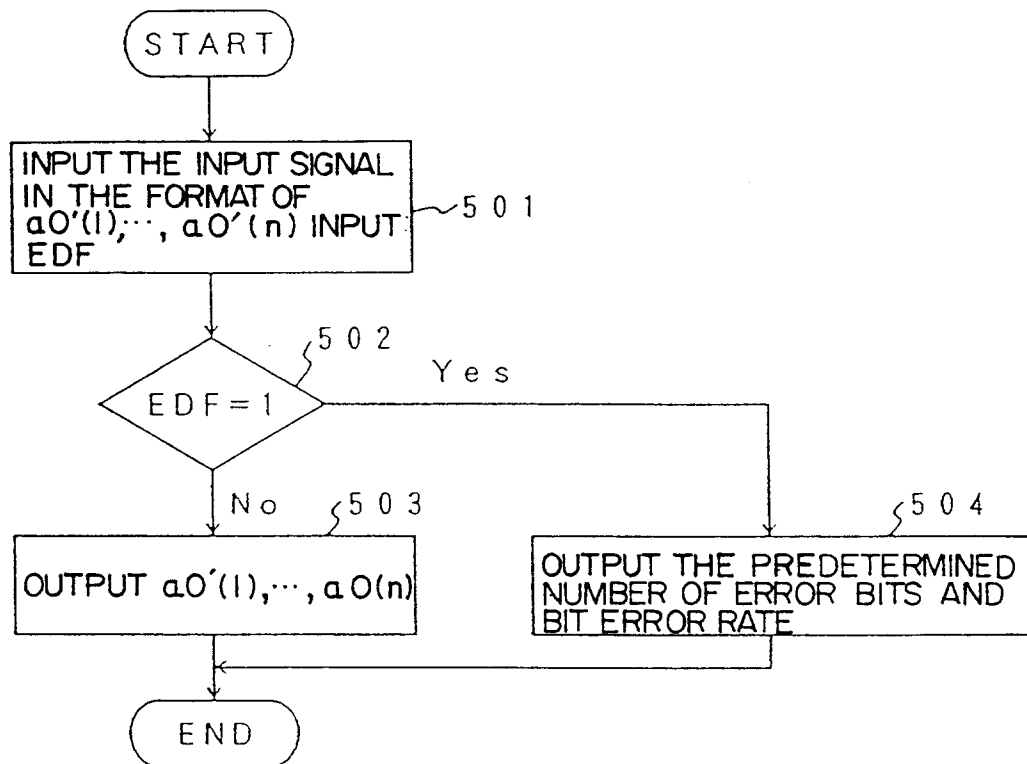 START
INPUT THE INPUT SIGNAL
IN THE FORMAT OF
aO'(1),…, aO'(n) INPUT
EDF
501
502
EDF=1
Yes
No
503
OUTPUT aO'(1),…, aO(n)
504
OUTPUT THE PREDETERMINED
NUMBER OF ERROR BITS AND
BIT ERROR RATE
END